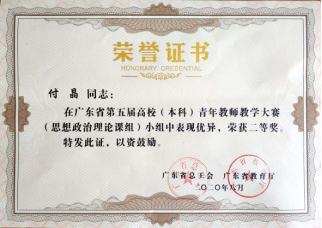 荣誉证书
HONORARY CREDENTIAL
付晶同志：
在广东省第五届高校（本科）青年教师教学大赛
（思想政治理论课组）小组中表现优异，荣获二等奖。
特发此证，以资鼓励。
广东省总工会 广东省教育厅
二〇二〇年八月